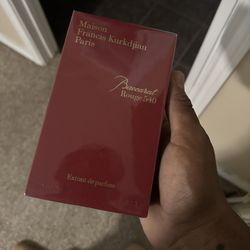 Maison
Francis Kurkdjian
Paris
Baccarat
Rouge 540
Extrait de parfum